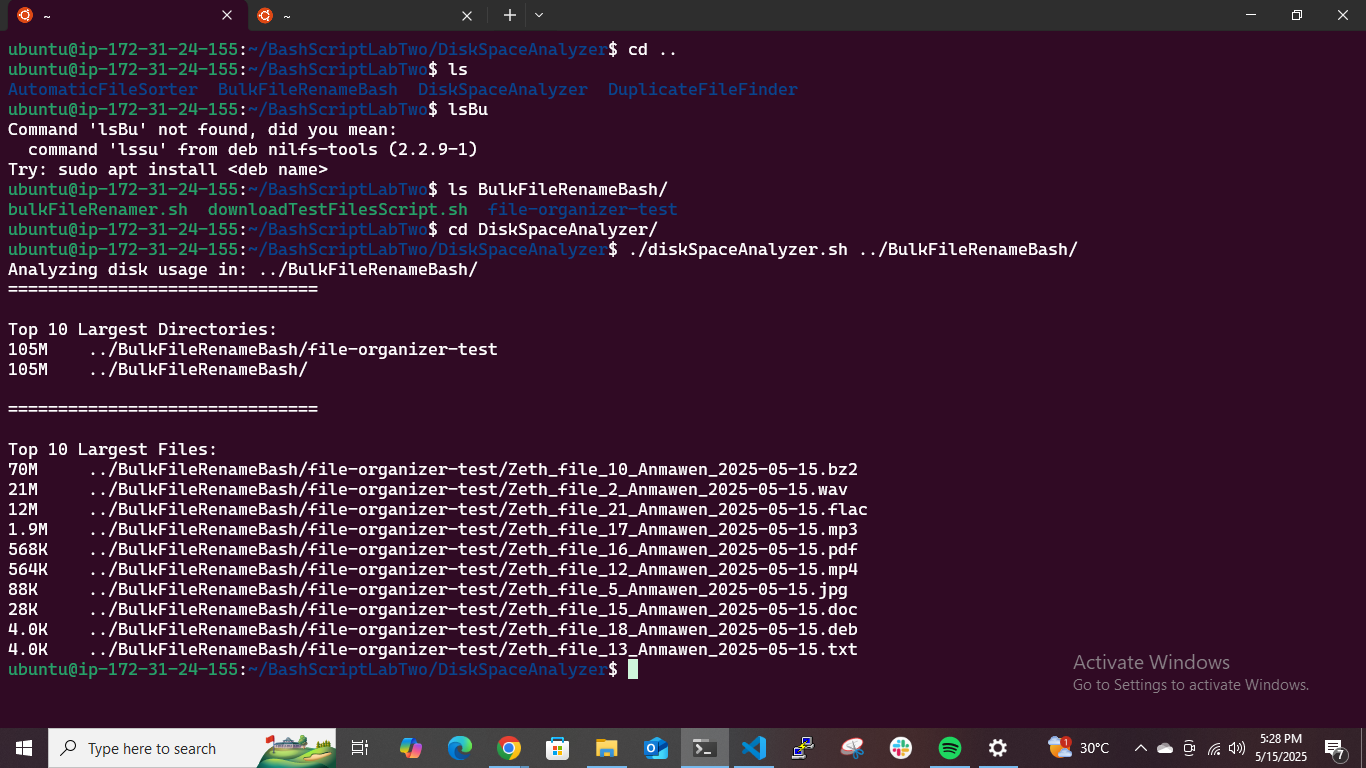 ~
~
ubuntu@ip-172-31-24-155:~/BashScriptLabTwo/DiskSpaceAnalyzer$ cd ..
ubuntu@ip-172-31-24-155:~/BashScriptLabTwo$ ls
AutomaticFileSorter  BulkFileRenameBash  DiskSpaceAnalyzer  DuplicateFileFinder
ubuntu@ip-172-31-24-155:~/BashScriptLabTwo$ lsBu
Command 'lsBu' not found, did you mean:
  command 'lssu' from deb nilfs-tools (2.2.9-1)
Try: sudo apt install <deb name>
ubuntu@ip-172-31-24-155:~/BashScriptLabTwo$ ls BulkFileRenameBash/
bulkFileRenamer.sh  downloadTestFilesScript.sh  file-organizer-test
ubuntu@ip-172-31-24-155:~/BashScriptLabTwo$ cd DiskSpaceAnalyzer/
ubuntu@ip-172-31-24-155:~/BashScriptLabTwo/DiskSpaceAnalyzer$ ./diskSpaceAnalyzer.sh ../BulkFileRenameBash/
Analyzing disk usage in: ../BulkFileRenameBash/
===============================
Top 10 Largest Directories:
105M    ../BulkFileRenameBash/file-organizer-test
105M    ../BulkFileRenameBash/
===============================
Top 10 Largest Files:
70M     ../BulkFileRenameBash/file-organizer-test/Zeth_file_10_Anmawen_2025-05-15.bz2
21M     ../BulkFileRenameBash/file-organizer-test/Zeth_file_2_Anmawen_2025-05-15.wav
12M     ../BulkFileRenameBash/file-organizer-test/Zeth_file_21_Anmawen_2025-05-15.flac
1.9M    ../BulkFileRenameBash/file-organizer-test/Zeth_file_17_Anmawen_2025-05-15.mp3
568K    ../BulkFileRenameBash/file-organizer-test/Zeth_file_16_Anmawen_2025-05-15.pdf
564K    ../BulkFileRenameBash/file-organizer-test/Zeth_file_12_Anmawen_2025-05-15.mp4
88K     ../BulkFileRenameBash/file-organizer-test/Zeth_file_5_Anmawen_2025-05-15.jpg
28K     ../BulkFileRenameBash/file-organizer-test/Zeth_file_15_Anmawen_2025-05-15.doc
4.0K    ../BulkFileRenameBash/file-organizer-test/Zeth_file_18_Anmawen_2025-05-15.deb
4.0K    ../BulkFileRenameBash/file-organizer-test/Zeth_file_13_Anmawen_2025-05-15.txt
ubuntu@ip-172-31-24-155:~/BashScriptLabTwo/DiskSpaceAnalyzer$
Activate Windows
Go to Settings to activate Windows.
Type here to search
1
30°C
5:28 PM
5/15/2025
7